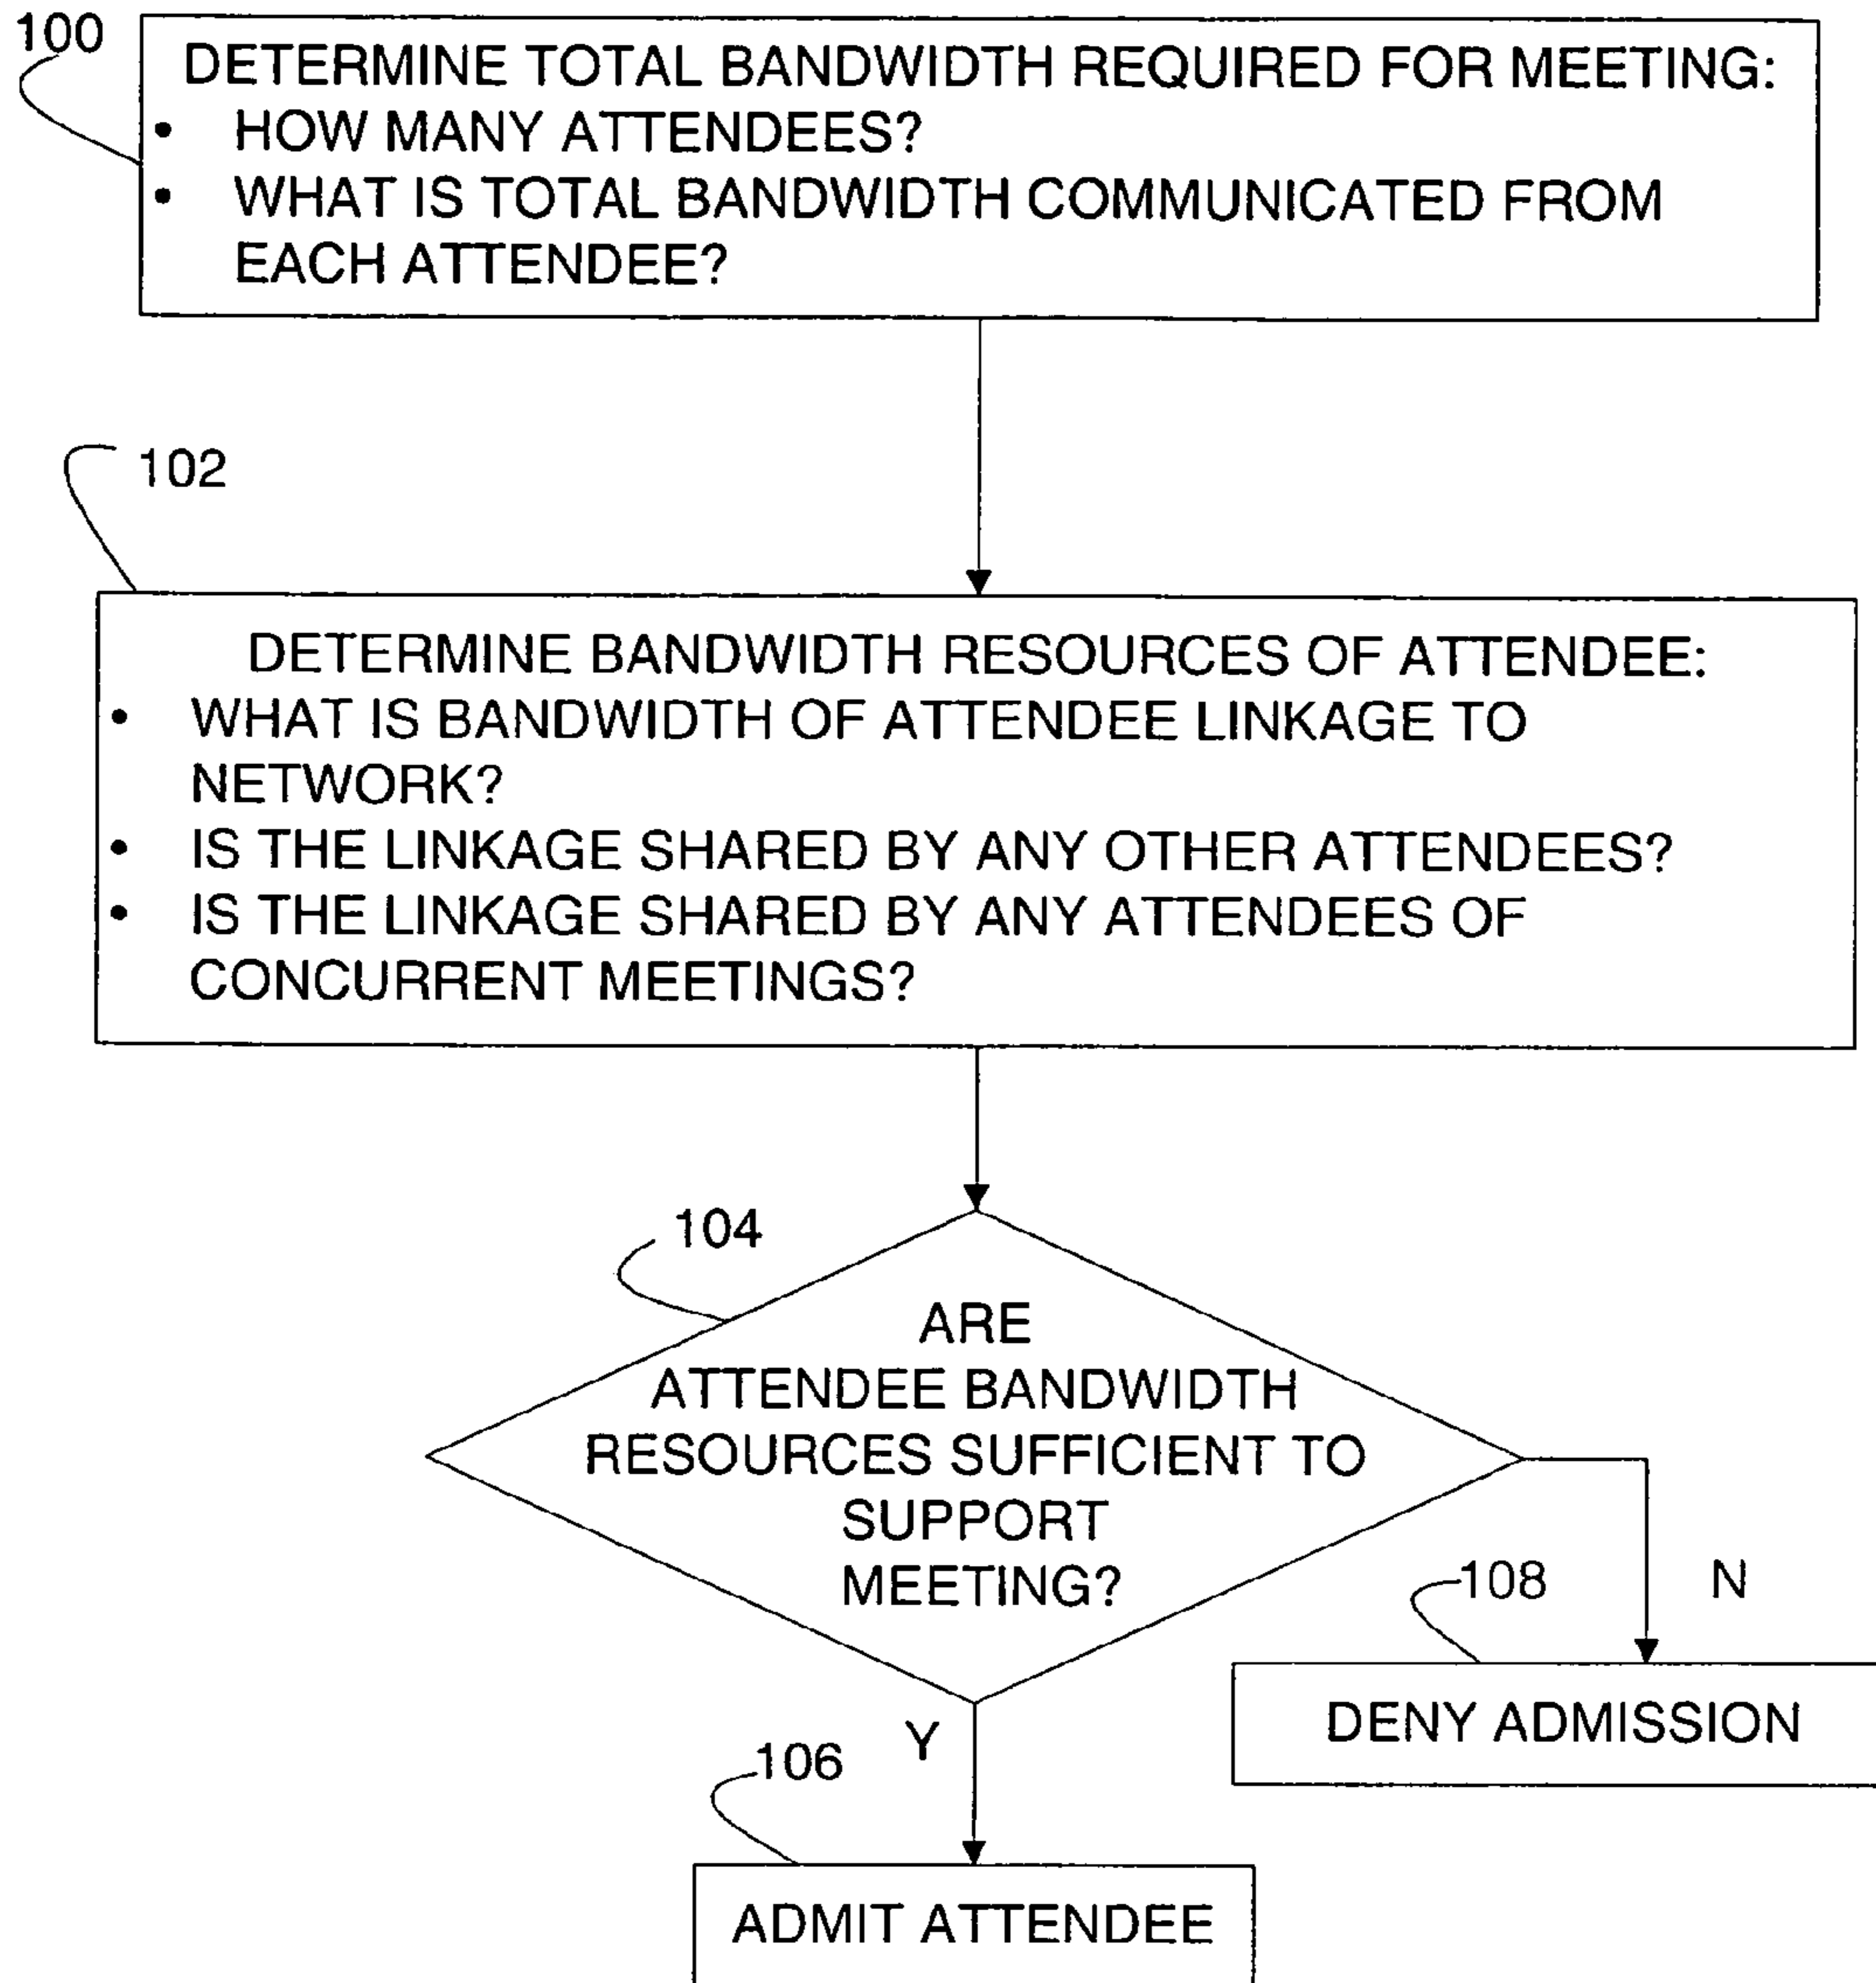 100
DETERMINE TOTAL BANDWIDTH REQUIRED FOR MEETING:
• HOW MANY ATTENDEES?
• WHAT IS TOTAL BANDWIDTH COMMUNICATED FROM
EACH ATTENDEE?
102
DETERMINE BANDWIDTH RESOURCES OF ATTENDEE:
• WHAT IS BANDWIDTH OF ATTENDEE LINKAGE TO
NETWORK?
• IS THE LINKAGE SHARED BY ANY OTHER ATTENDEES?
• IS THE LINKAGE SHARED BY ANY ATTENDEES OF
CONCURRENT MEETINGS?
104
ARE
ATTENDEE BANDWIDTH
RESOURCES SUFFICIENT TO
SUPPORT
MEETING?
108
N
DENY ADMISSION
Y
106
ADMIT ATTENDEE